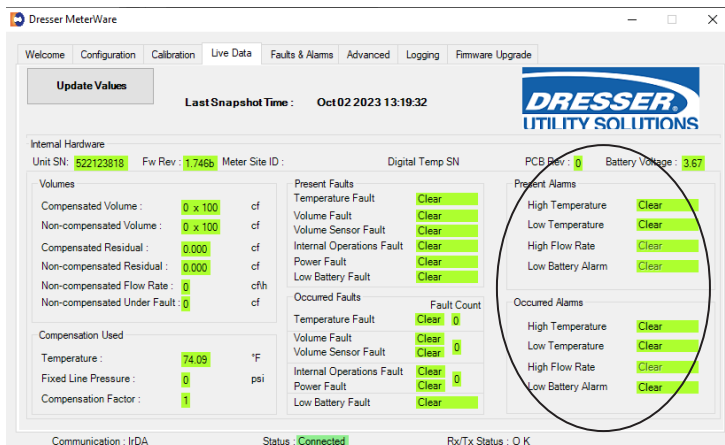 Dresser MeterWare
Welcome Configuration Calibration Live Data Faults & Alarms Advanced Logging Firmware Upgrade
Update Values
Last Snapshot Time : Oct 02 2023 13:19:32
DRESSER
UTILITY SOLUTIONS
Internal Hardware
Unit SN: 522123818 Fw Rev : 1.746b Meter Site ID : Digital Temp SN PCB Rev : 0 Battery Voltage : 3.67
Volumes
Compensated Volume : 0 x 100 cf
Non-compensated Volume : 0 x 100 cf
Compensated Residual : 0.000 cf
Non-compensated Residual : 0.000 cf
Non-compensated Flow Rate : 0 cf\h
Non-compensated Under Fault : 0 cf
Compensation Used
Temperature : 74.09 °F
Fixed Line Pressure : 0 psi
Compensation Factor : 1
Present Faults
Temperature Fault Clear
Volume Fault Clear
Volume Sensor Fault Clear
Internal Operations Fault Clear
Power Fault Clear
Low Battery Fault Clear
Occurred Faults Fault Count
Temperature Fault Clear 0
Volume Fault Clear
Volume Sensor Fault Clear 0
Internal Operations Fault Clear
Power Fault Clear 0
Low Battery Fault Clear
Present Alarms
High Temperature Clear
Low Temperature Clear
High Flow Rate Clear
Low Battery Alarm Clear
Occurred Alarms
High Temperature Clear
Low Temperature Clear
High Flow Rate Clear
Low Battery Alarm Clear
Communication : IrDA Status : Connected Rx/Tx Status : O K